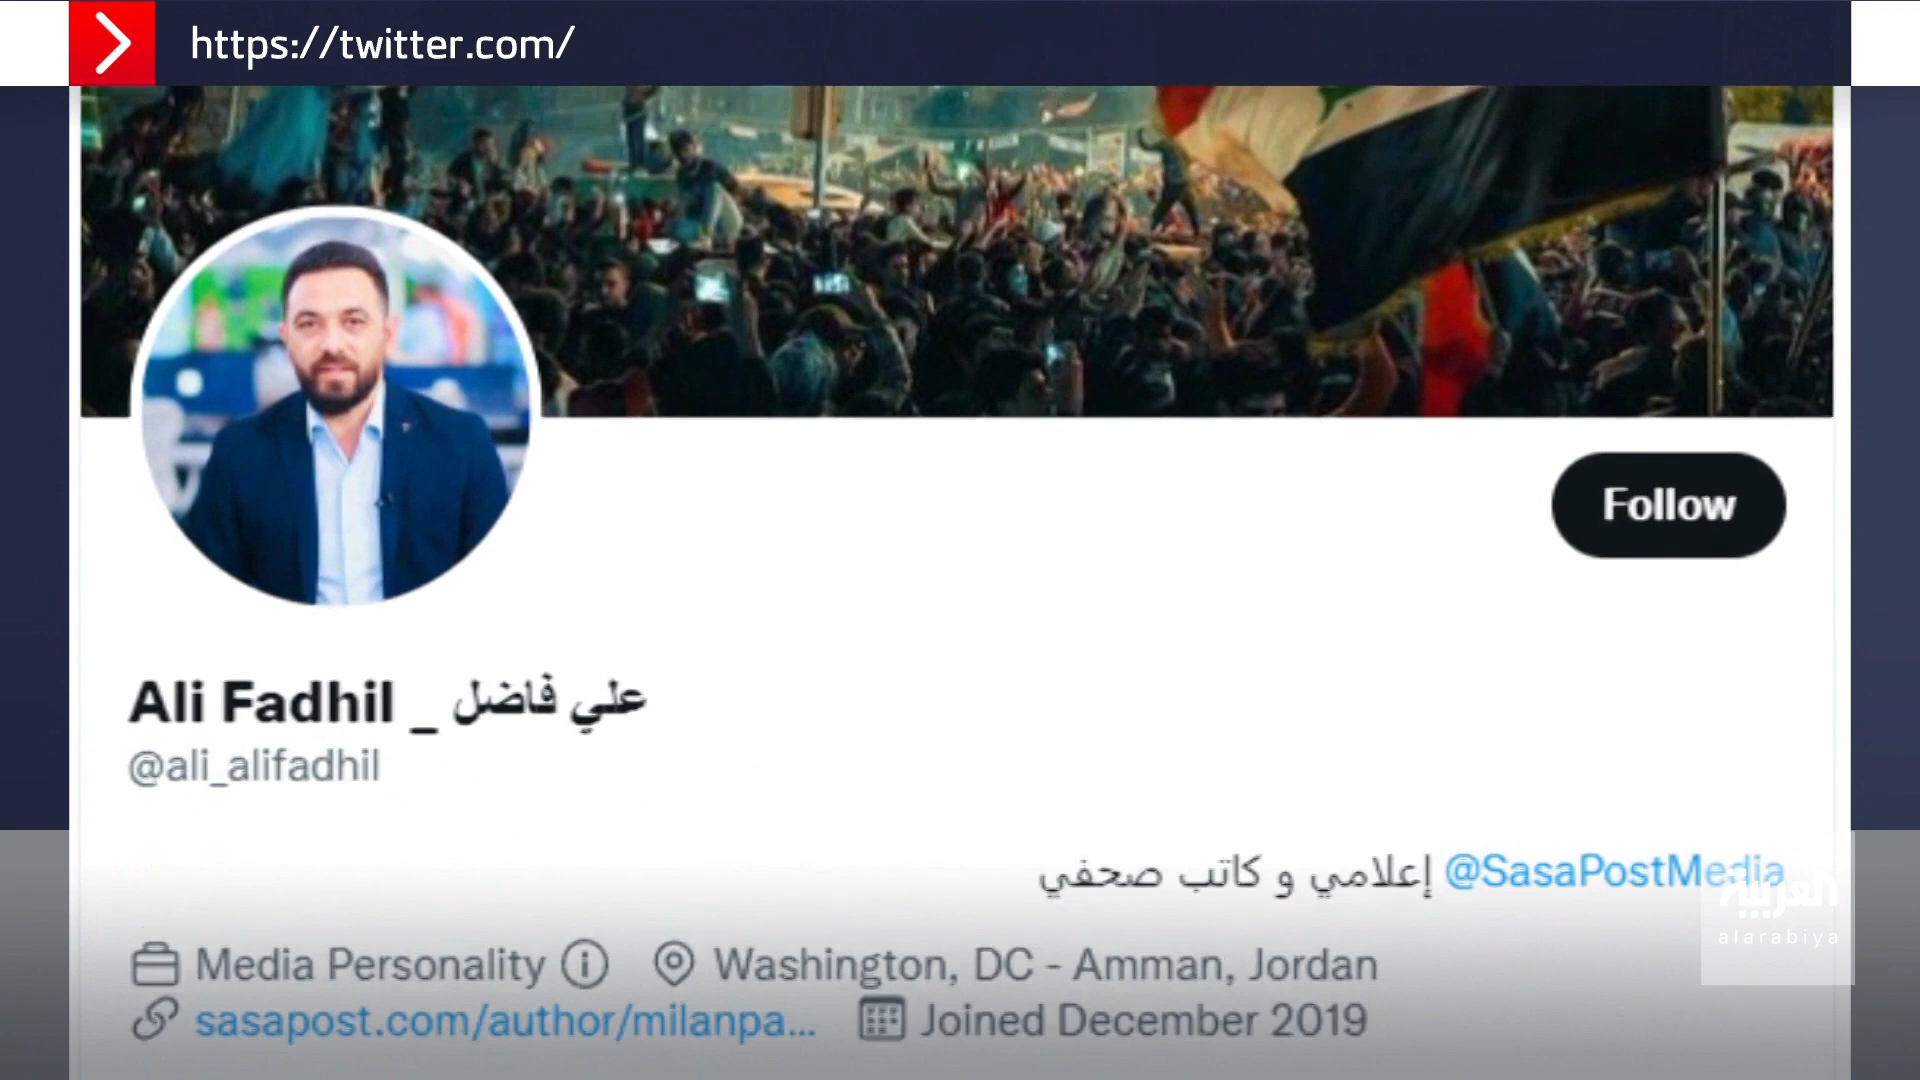 https://twitter.com/
Follow
Ali Fadhil _ علي فاضل
@ali_alifadhil
@SasaPostMedia إعلامي و كاتب صحفي
العربية
alarabiya
Media Personality Washington, DC - Amman, Jordan
sasapost.com/author/milanpa... Joined December 2019